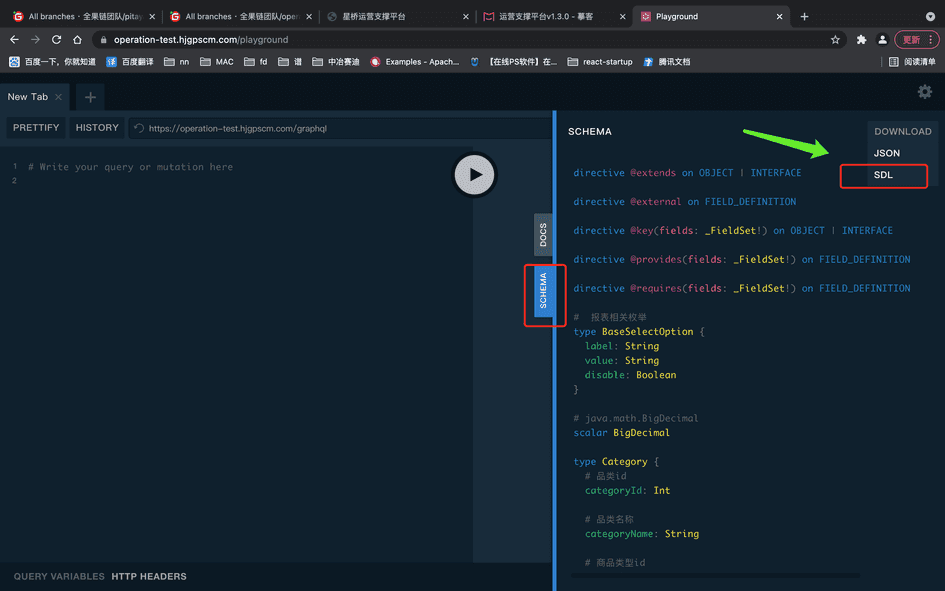 All branches · 全果链团队/pita
All branches · 全果链团队/open
星桥运营支撑平台
运营支撑平台v1.3.0 - 摹客
Playground
operation-test.hjgpscm.com/playground
更新
百度一下，你就知道
译 百度翻译
nn
MAC
fd
谱
中冶赛迪
Examples - Apach...
【在线PS软件】在...
react-startup
腾讯文档
阅读清单
New Tab
PRETTIFY
HISTORY
https://operation-test.hjgpscm.com/graphql
1 # Write your query or mutation here
2
DOCS
SCHEMA
SCHEMA
DOWNLOAD
JSON
SDL
directive @extends on OBJECT | INTERFACE
directive @external on FIELD_DEFINITION
directive @key(fields: _FieldSet!) on OBJECT | INTERFACE
directive @provides(fields: _FieldSet!) on FIELD_DEFINITION
directive @requires(fields: _FieldSet!) on FIELD_DEFINITION
# 报表相关枚举
type BaseSelectOption {
label: String
value: String
disable: Boolean
}
# java.math.BigDecimal
scalar BigDecimal
type Category {
# 品类id
categoryId: Int
# 品类名称
categoryName: String
# 商品类型id
QUERY VARIABLES
HTTP HEADERS